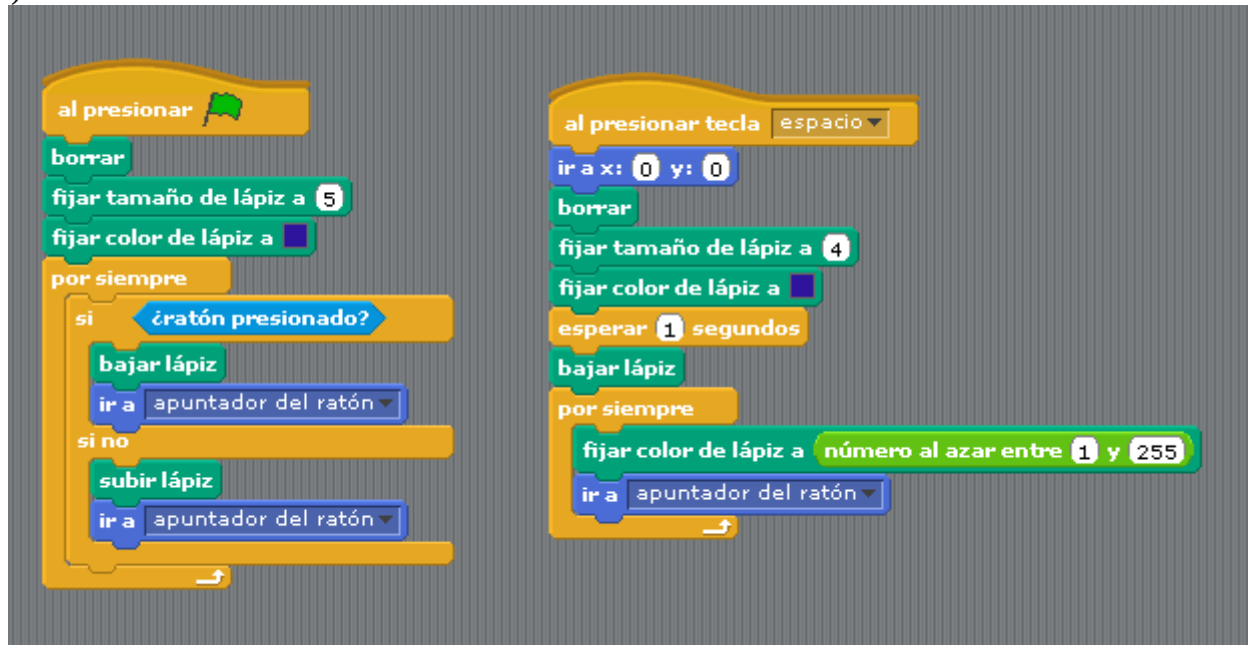 )
al presionar
borrar
fijar tamaño de lápiz a 5
fijar color de lápiz a
por siempre
si ¿ratón presionado?
bajar lápiz
ir a apuntador del ratón
si no
subir lápiz
ir a apuntador del ratón
al presionar tecla espacio
ir a x: 0 y: 0
borrar
fijar tamaño de lápiz a 4
fijar color de lápiz a
esperar 1 segundos
bajar lápiz
por siempre
fijar color de lápiz a número al azar entre 1 y 255
ir a apuntador del ratón